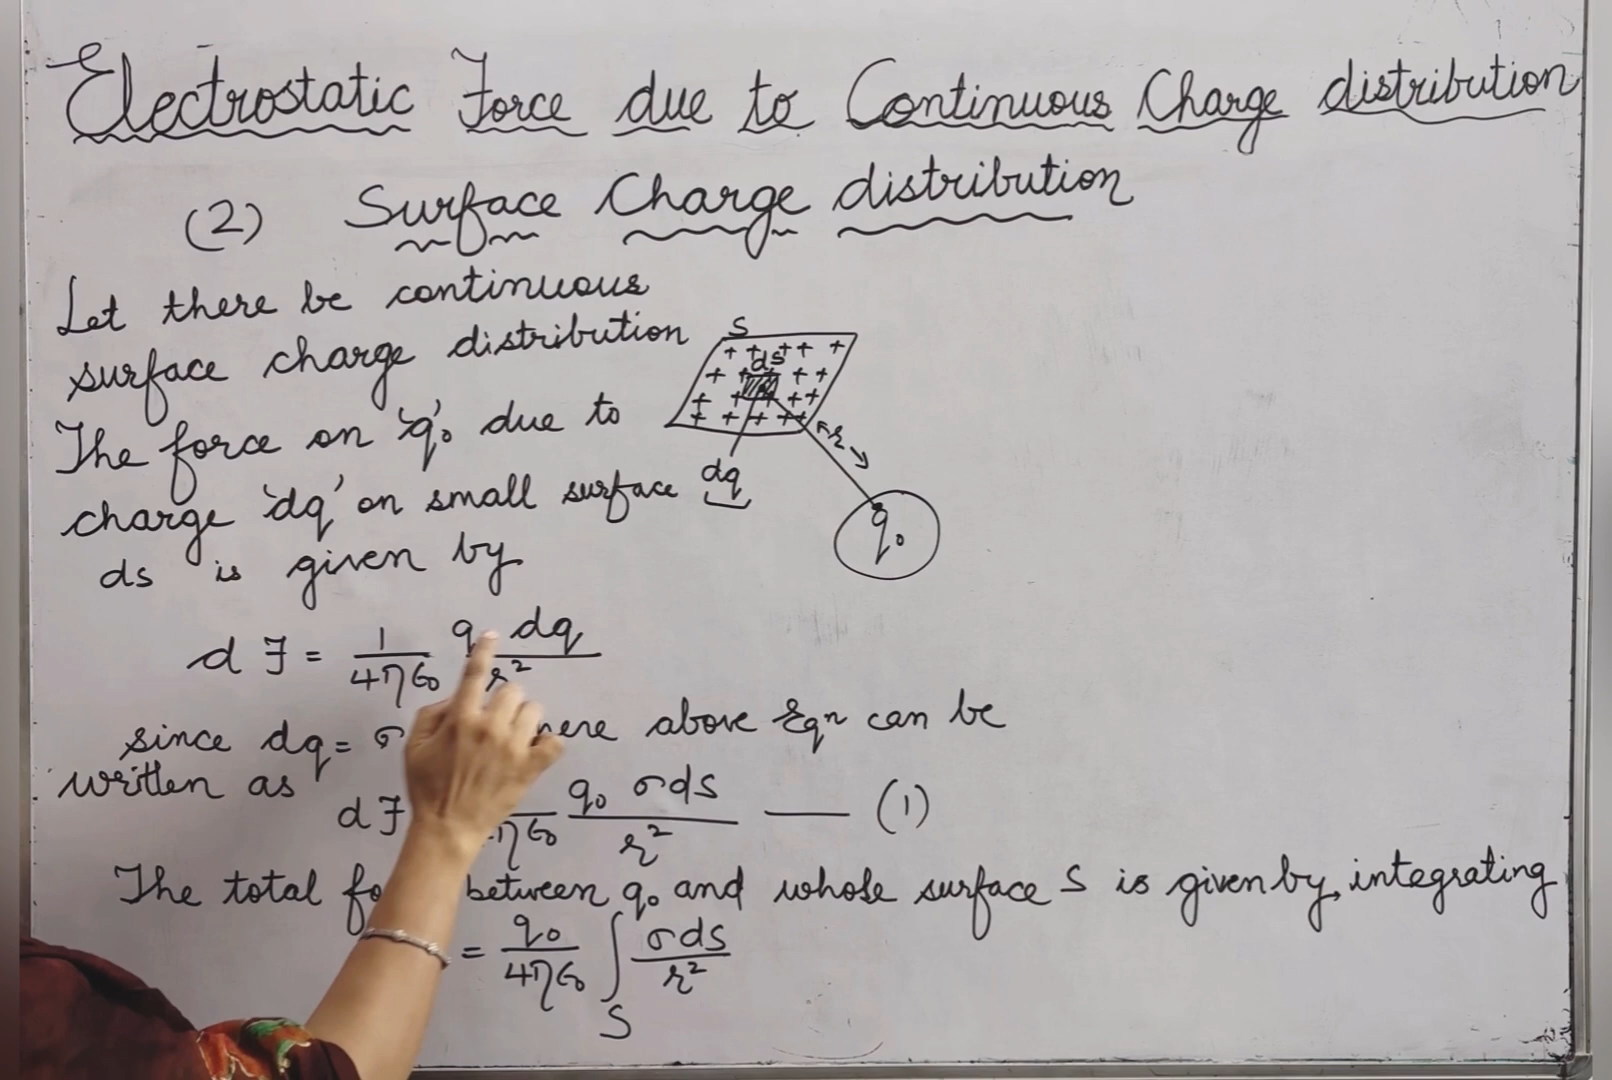 Electrostatic Force due to Continuous Charge distribution
(2) Surface Charge distribution
Let there be continuous
surface charge distribution
The force on 'q₀' due to
charge 'dq' on small surface
ds is given by
S
+ + + + +
ds
+ + + +
+ + + +
+ + + + +
r
dq
q₀
dF = 1/4πε₀ q dq/r²
since dq = σ above Eqn can be
written as
dF πε₀ q₀ σds/r² —— (1)
The total between q₀ and whose surface S is given by, integrating
= q₀/4πε₀ ∫S σds/r²